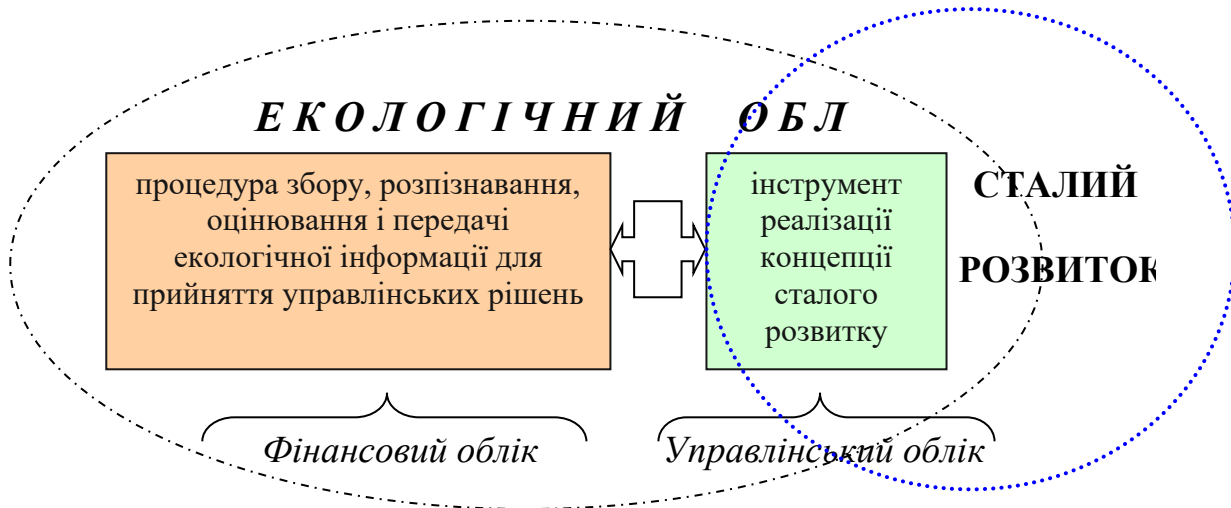 Е К О Л О Г І Ч Н И Й О Б Л
процедура збору, розпізнавання,
оцінювання і передачі
екологічної інформації для
прийняття управлінських рішень
інструмент
реалізації
концепції
сталого
розвитку
СТАЛИЙ
РОЗВИТОК
Фінансовий облік
Управлінський облік